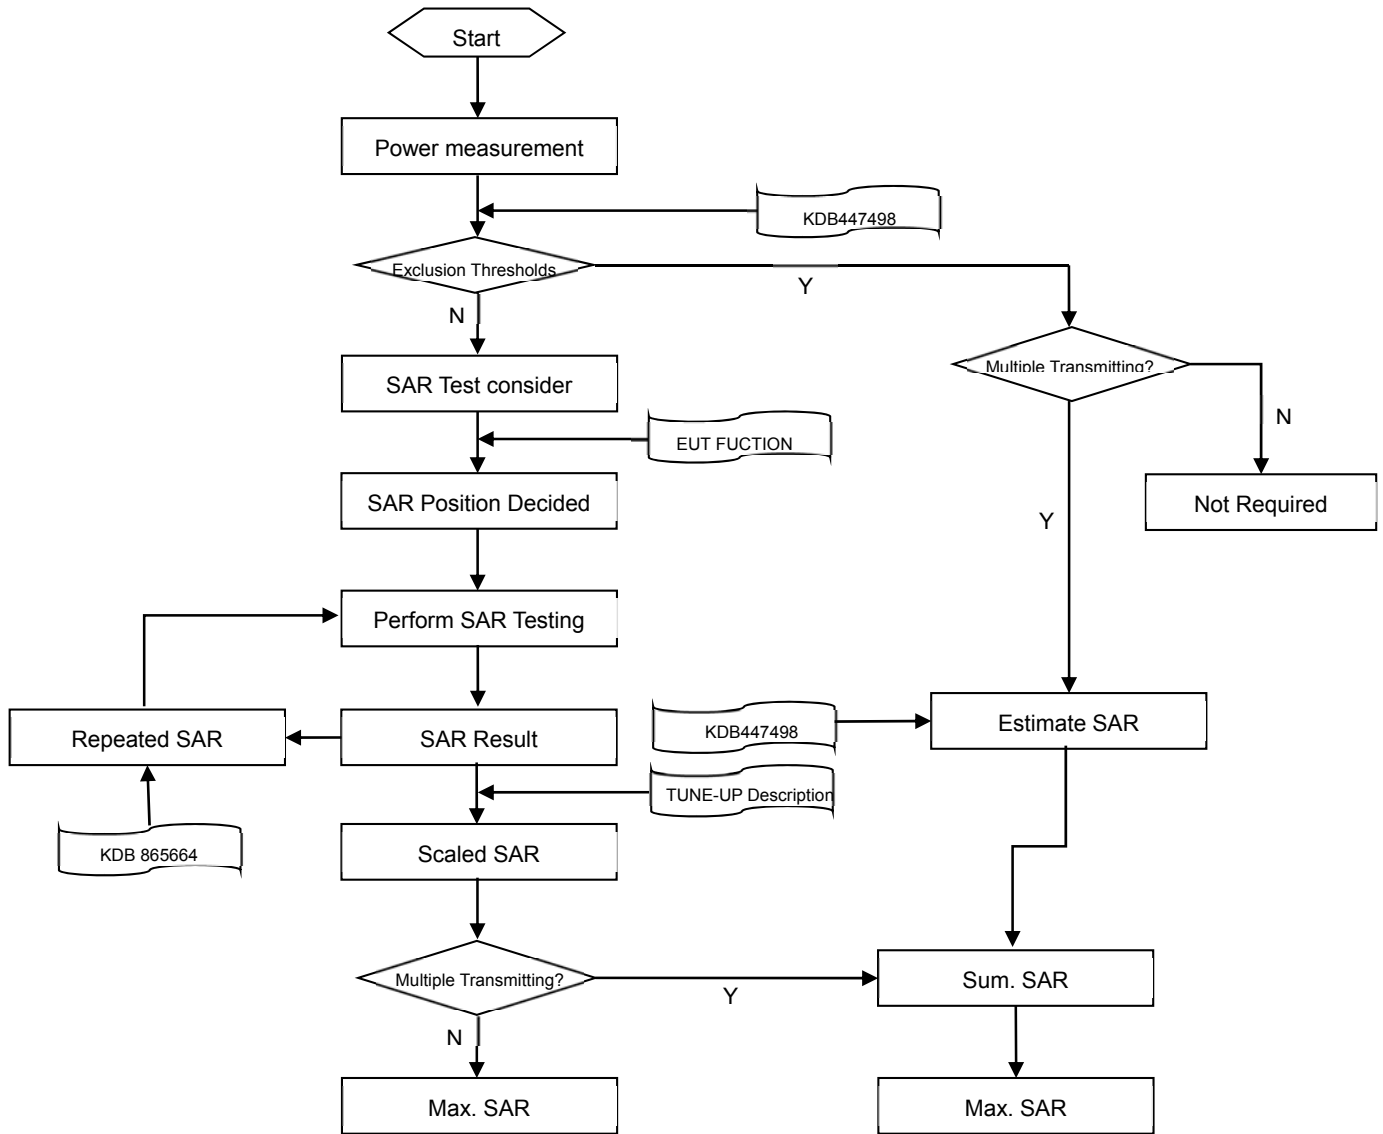 Start
Power measurement
KDB447498
Exclusion Thresholds
Y
N
Multiple Transmitting?
SAR Test consider
N
EUT FUCTION
SAR Position Decided
Not Required
Y
Perform SAR Testing
Repeated SAR
SAR Result
KDB447498
Estimate SAR
TUNE-UP Description
KDB 865664
Scaled SAR
Multiple Transmitting?
Y
Sum. SAR
N
Max. SAR
Max. SAR